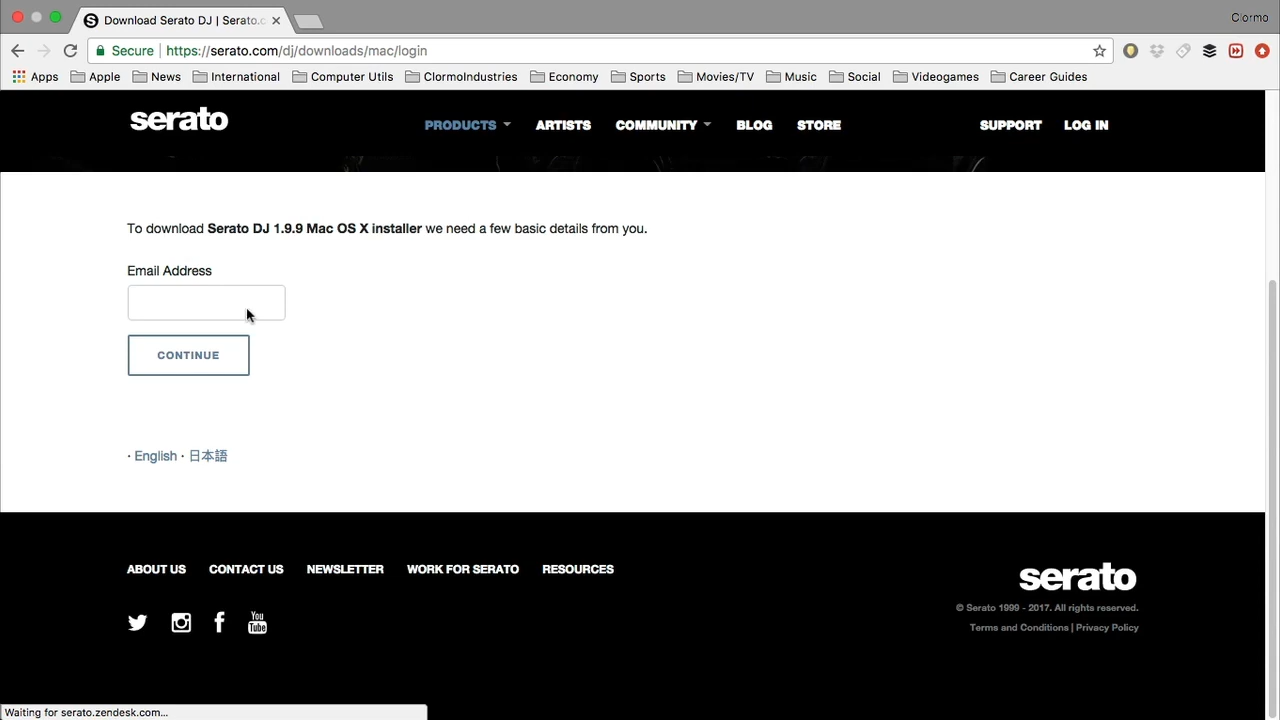 Download Serato DJ | Serato.c
Clormo
Secure https://serato.com/dj/downloads/mac/login
Apps Apple News International Computer Utils ClormoIndustries Economy Sports Movies/TV Music Social Videogames Career Guides
serato PRODUCTS ARTISTS COMMUNITY BLOG STORE SUPPORT LOG IN
To download Serato DJ 1.9.9 Mac OS X installer we need a few basic details from you.
Email Address
CONTINUE
· English · 日本語
ABOUT US CONTACT US NEWSLETTER WORK FOR SERATO RESOURCES
serato
© Serato 1999 - 2017. All rights reserved.
You Tube
Terms and Conditions | Privacy Policy
Waiting for serato.zendesk.com...